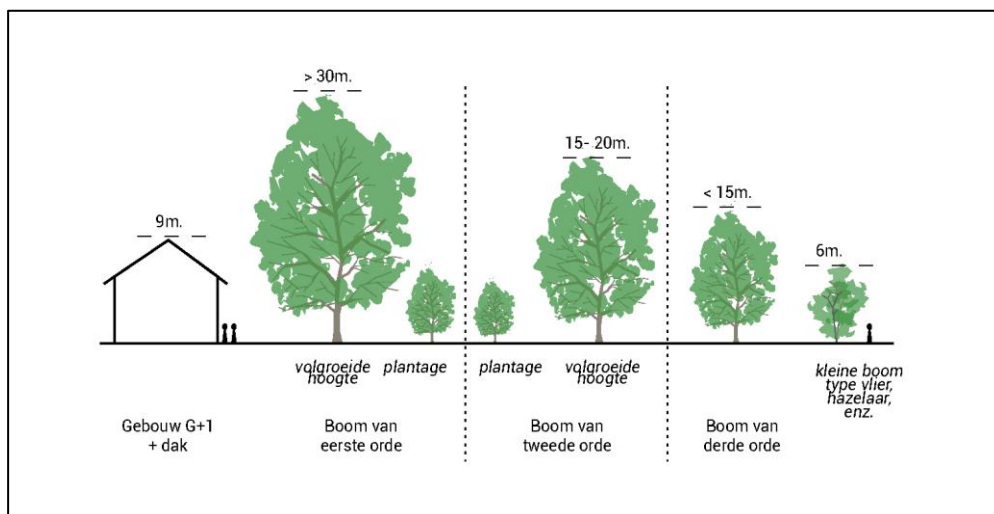 > 30m.
15- 20m.
< 15m.
9m.
6m.
volgroeide
hoogte
plantage
plantage
volgroeide
hoogte
kleine boom
type vlier,
hazelaar,
enz.
Gebouw G+1
+ dak
Boom van
eerste orde
Boom van
tweede orde
Boom van
derde orde